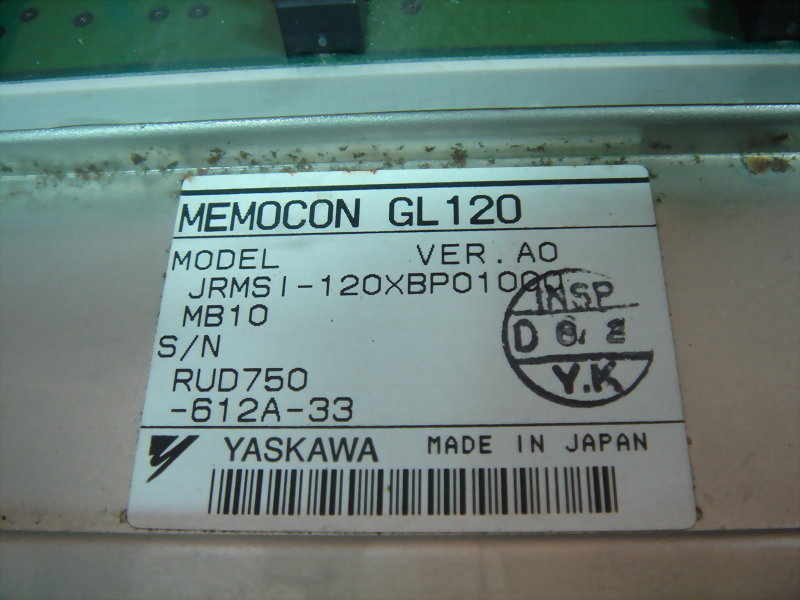 MEMOCON GL120
MODEL VER.A0
JRMSI-120XBP01000
MB10
S/N
RUD750
-612A-33
INSP
D
Y.K
YASKAWA MADE IN JAPAN